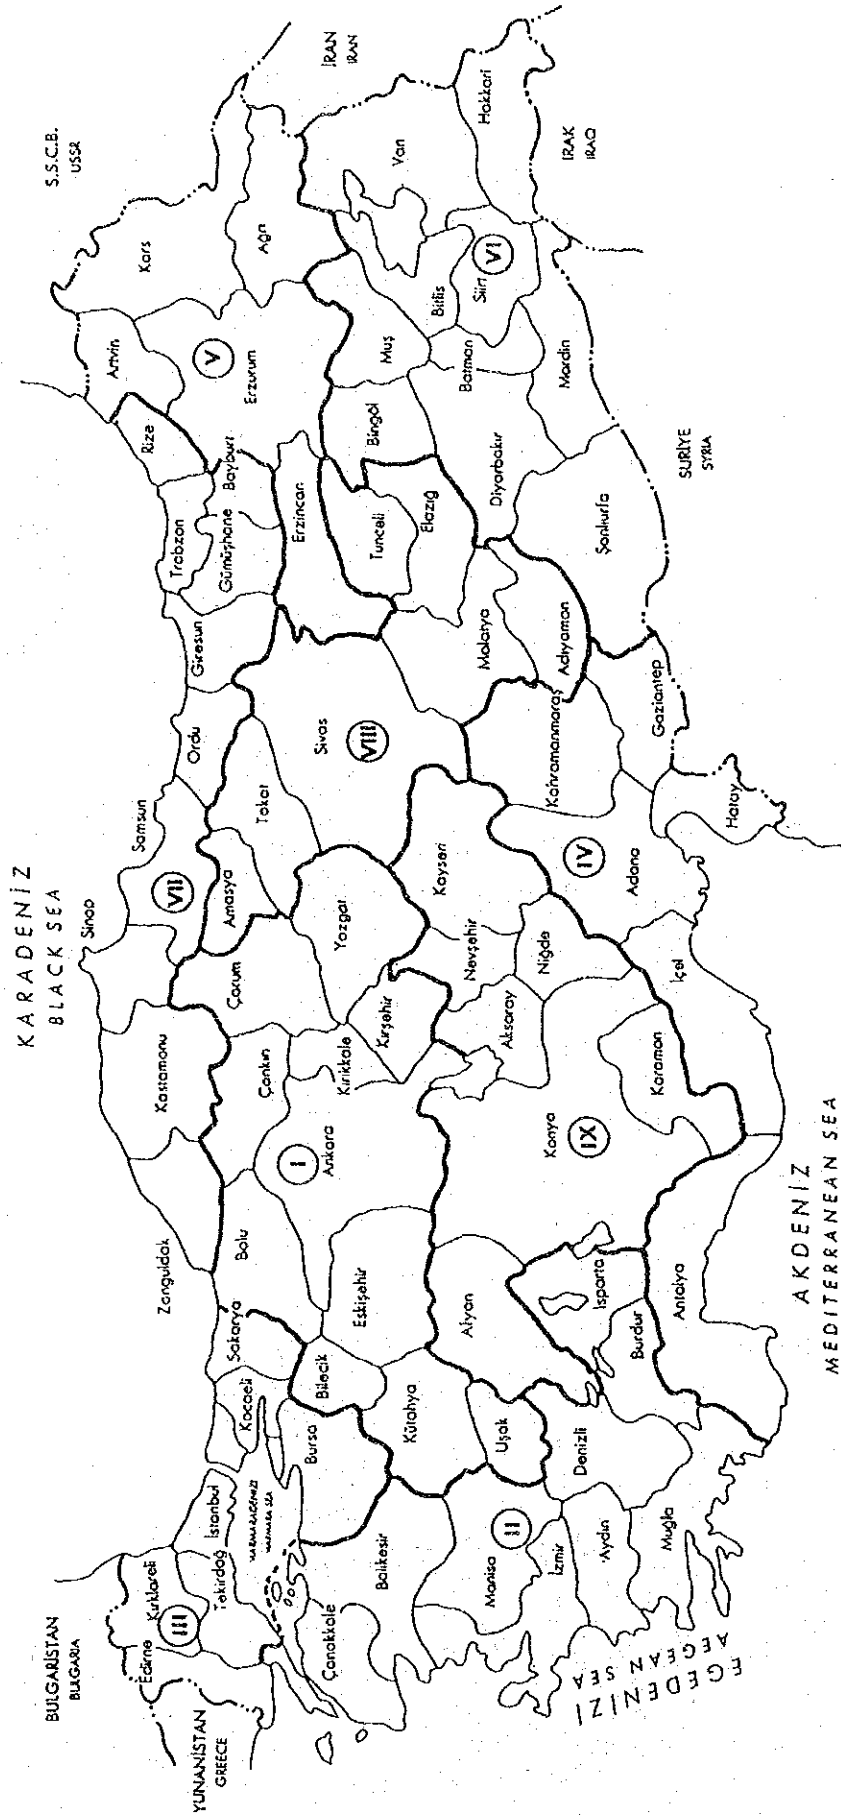 KARADENİZ
BLACK SEA
S.S.C.B.
USSR
BULGARİSTAN
BULGARIA
YUNANİSTAN
GREECE
İRAN
IRAN
IRAK
IRAQ
SURİYE
SYRIA
AKDENİZ
MEDITERRANEAN SEA
EGEDENİZİ
AEGEAN SEA
MARMARADENİZİ
MARMARA SEA
Edirne
Kırklareli
III
Tekirdağ
İstanbul
Kocaeli
Sakarya
Zonguldak
Bolu
Kastamonu
Sinop
Samsun
VII
Ordu
Giresun
Trabzon
Gümüşhane
Rize
Bayburt
Artvin
Kars
Ağrı
V
Erzurum
Erzincan
Çanakkale
Balıkesir
Bursa
Bilecik
Eskişehir
Kütahya
Ankara
I
Çankırı
Kırıkkale
Çorum
Kırşehir
Yozgat
Amasya
Tokat
Sivas
VIII
Tunceli
Elazığ
Bingöl
Muş
Bitlis
Van
Hakkari
Siirt
VI
Batman
Mardin
Diyarbakır
Şanlıurfa
Malatya
Adıyaman
Kahramanmaraş
Gaziantep
Hatay
Adana
IV
Kayseri
Nevşehir
Niğde
Aksaray
Konya
IX
Karaman
İçel
Antalya
Isparta
Burdur
Afyon
Uşak
Denizli
Manisa
II
İzmir
Aydın
Muğla